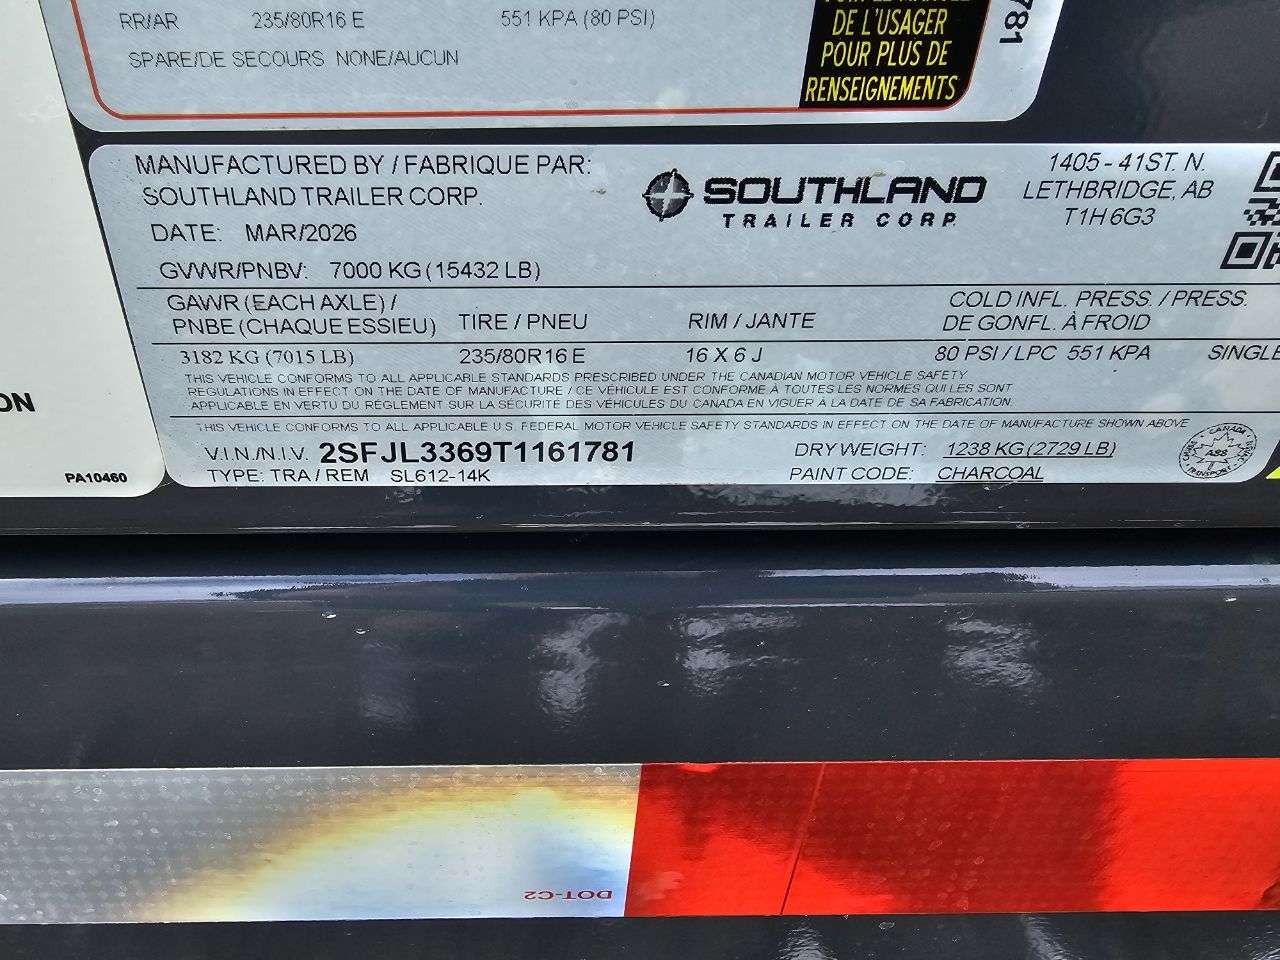 RR/AR 235/80R16 E 551 KPA (80 PSI)
SPARE/DE SECOURS NONE/AUCUN
DE L'USAGER
POUR PLUS DE
RENSEIGNEMENTS
781
MANUFACTURED BY / FABRIQUE PAR:
SOUTHLAND TRAILER CORP.
DATE: MAR/2026
GVWR/PNBV: 7000 KG (15432 LB)
SOUTHLAND
TRAILER CORP.
1405 - 41ST. N.
LETHBRIDGE, AB
T1H 6G3
GAWR (EACH AXLE) /
PNBE (CHAQUE ESSIEU) TIRE / PNEU RIM / JANTE
COLD INFL. PRESS. / PRESS.
DE GONFL. À FROID
3182 KG (7015 LB) 235/80R16 E 16 X 6 J 80 PSI / LPC 551 KPA SINGLE
THIS VEHICLE CONFORMS TO ALL APPLICABLE STANDARDS PRESCRIBED UNDER THE CANADIAN MOTOR VEHICLE SAFETY
REGULATIONS IN EFFECT ON THE DATE OF MANUFACTURE / CE VÉHICULE EST CONFORME À TOUTES LES NORMES QUI LES SONT
APPLICABLE EN VERTU DU RÈGLEMENT SUR LA SÉCURITÉ DES VÉHICULES DU CANADA EN VIGUER À LA DATE DE SA FABRICATION.
THIS VEHICLE CONFORMS TO ALL APPLICABLE U.S. FEDERAL MOTOR VEHICLE SAFETY STANDARDS IN EFFECT ON THE DATE OF MANUFACTURE SHOWN ABOVE
V.I.N./N.I.V. 2SFJL3369T1161781 DRY WEIGHT: 1238 KG (2729 LB)
TYPE: TRA / REM SL612-14K PAINT CODE: CHARCOAL
CANADA
ASS
TRANSPORT
ON
PA10460
DOT-C2